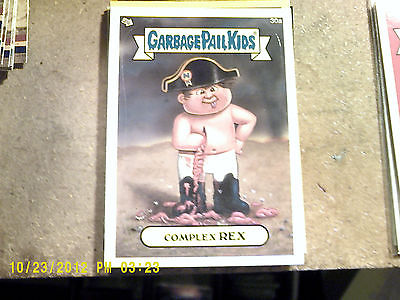 30a
GARBAGE PAIL KIDS
N
COMPLEX REX
10/23/2012 PM 03:23